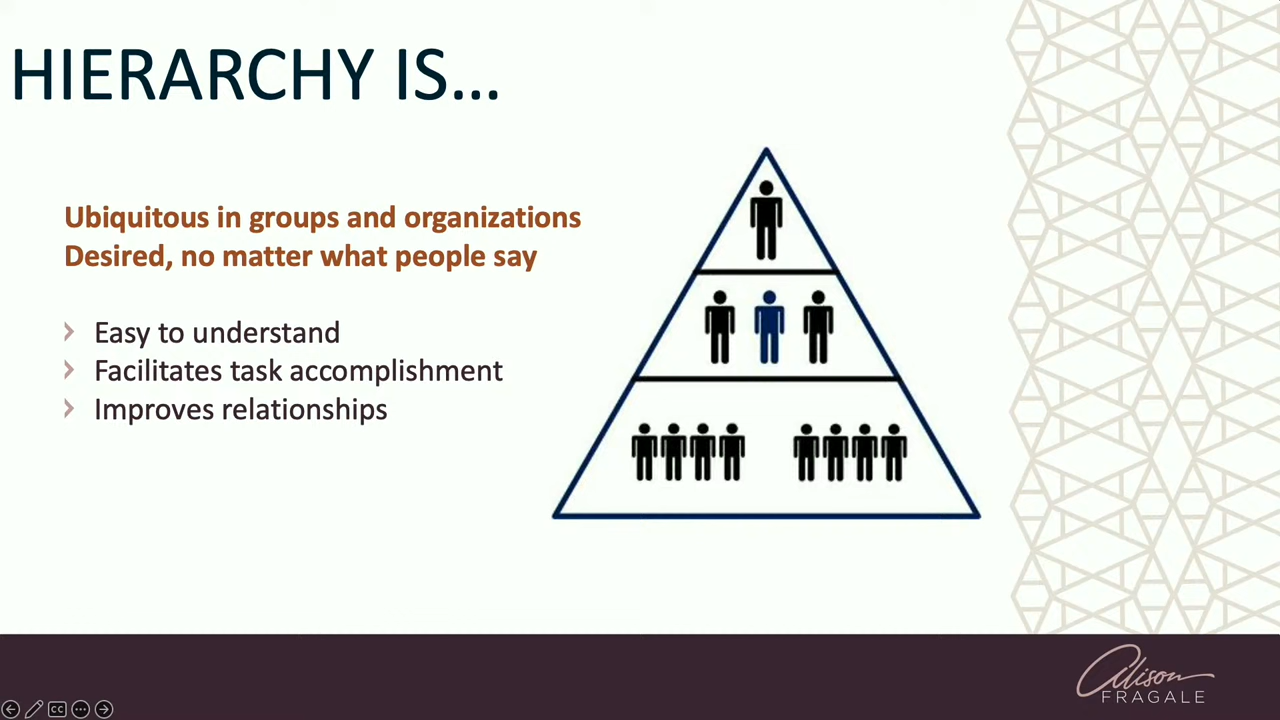 HIERARCHY IS...
Ubiquitous in groups and organizations
Desired, no matter what people say
Easy to understand
Facilitates task accomplishment
Improves relationships
Alison
FRAGALE
CC